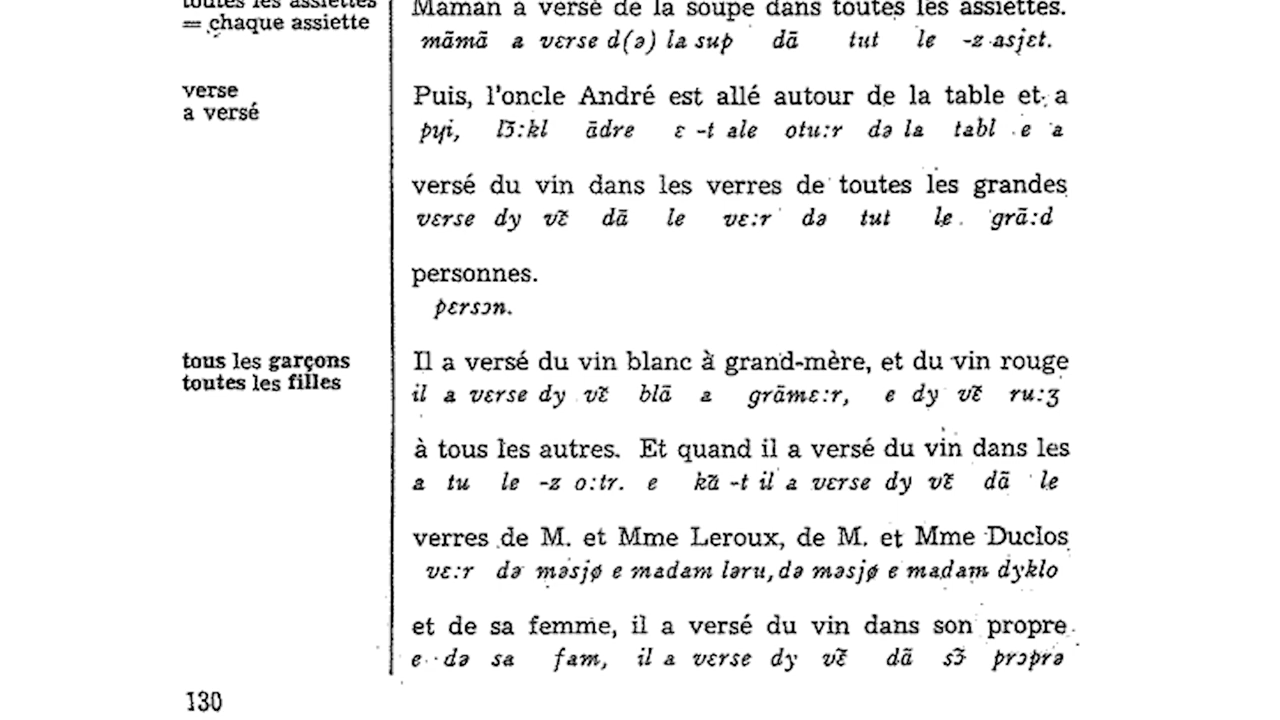 toutes les assiettes
= chaque assiette
verse
a versé
tous les garçons
toutes les filles
Maman a versé de la soupe dans toutes les assiettes.
mãmã a vɛrse d(ə) la sup dã tut le -z asjɛt.
Puis, l'oncle André est allé autour de la table et a
pɥi, lɔ̃:kl ãdre ɛ -t ale otu:r də la tabl e a
versé du vin dans les verres de toutes les grandes
vɛrse dy vɛ̃ dã le vɛ:r də tut le grã:d
personnes.
pɛrsɔn.
Il a versé du vin blanc à grand-mère, et du vin rouge
il a vɛrse dy vɛ̃ blã a grãmɛ:r, e dy vɛ̃ ru:ʒ
à tous les autres. Et quand il a versé du vin dans les
a tu le -z o:tr. e kã -t il a vɛrse dy vɛ̃ dã le
verres de M. et Mme Leroux, de M. et Mme Duclos
vɛ:r də məsjø e madam ləru, də məsjø e madam dyklo
et de sa femme, il a versé du vin dans son propre
e də sa fam, il a vɛrse dy vɛ̃ dã sɔ̃ prɔprə
130